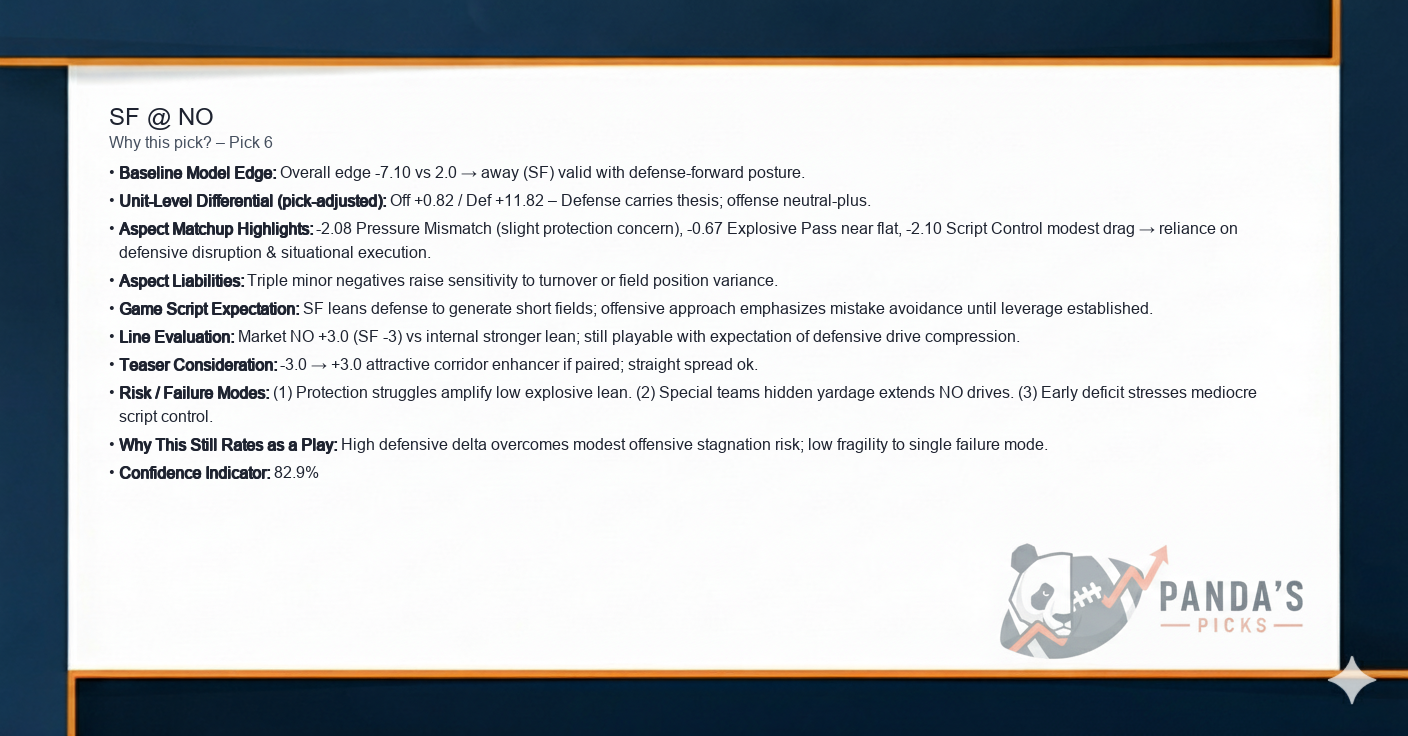 SF @ NO
Why this pick? – Pick 6
• Baseline Model Edge: Overall edge -7.10 vs 2.0 → away (SF) valid with defense-forward posture.
• Unit-Level Differential (pick-adjusted): Off +0.82 / Def +11.82 – Defense carries thesis; offense neutral-plus.
• Aspect Matchup Highlights: -2.08 Pressure Mismatch (slight protection concern), -0.67 Explosive Pass near flat, -2.10 Script Control modest drag → reliance on
defensive disruption & situational execution.
• Aspect Liabilities: Triple minor negatives raise sensitivity to turnover or field position variance.
• Game Script Expectation: SF leans defense to generate short fields; offensive approach emphasizes mistake avoidance until leverage established.
• Line Evaluation: Market NO +3.0 (SF -3) vs internal stronger lean; still playable with expectation of defensive drive compression.
• Teaser Consideration: -3.0 → +3.0 attractive corridor enhancer if paired; straight spread ok.
• Risk / Failure Modes: (1) Protection struggles amplify low explosive lean. (2) Special teams hidden yardage extends NO drives. (3) Early deficit stresses mediocre
script control.
• Why This Still Rates as a Play: High defensive delta overcomes modest offensive stagnation risk; low fragility to single failure mode.
• Confidence Indicator: 82.9%
PANDA'S
PICKS